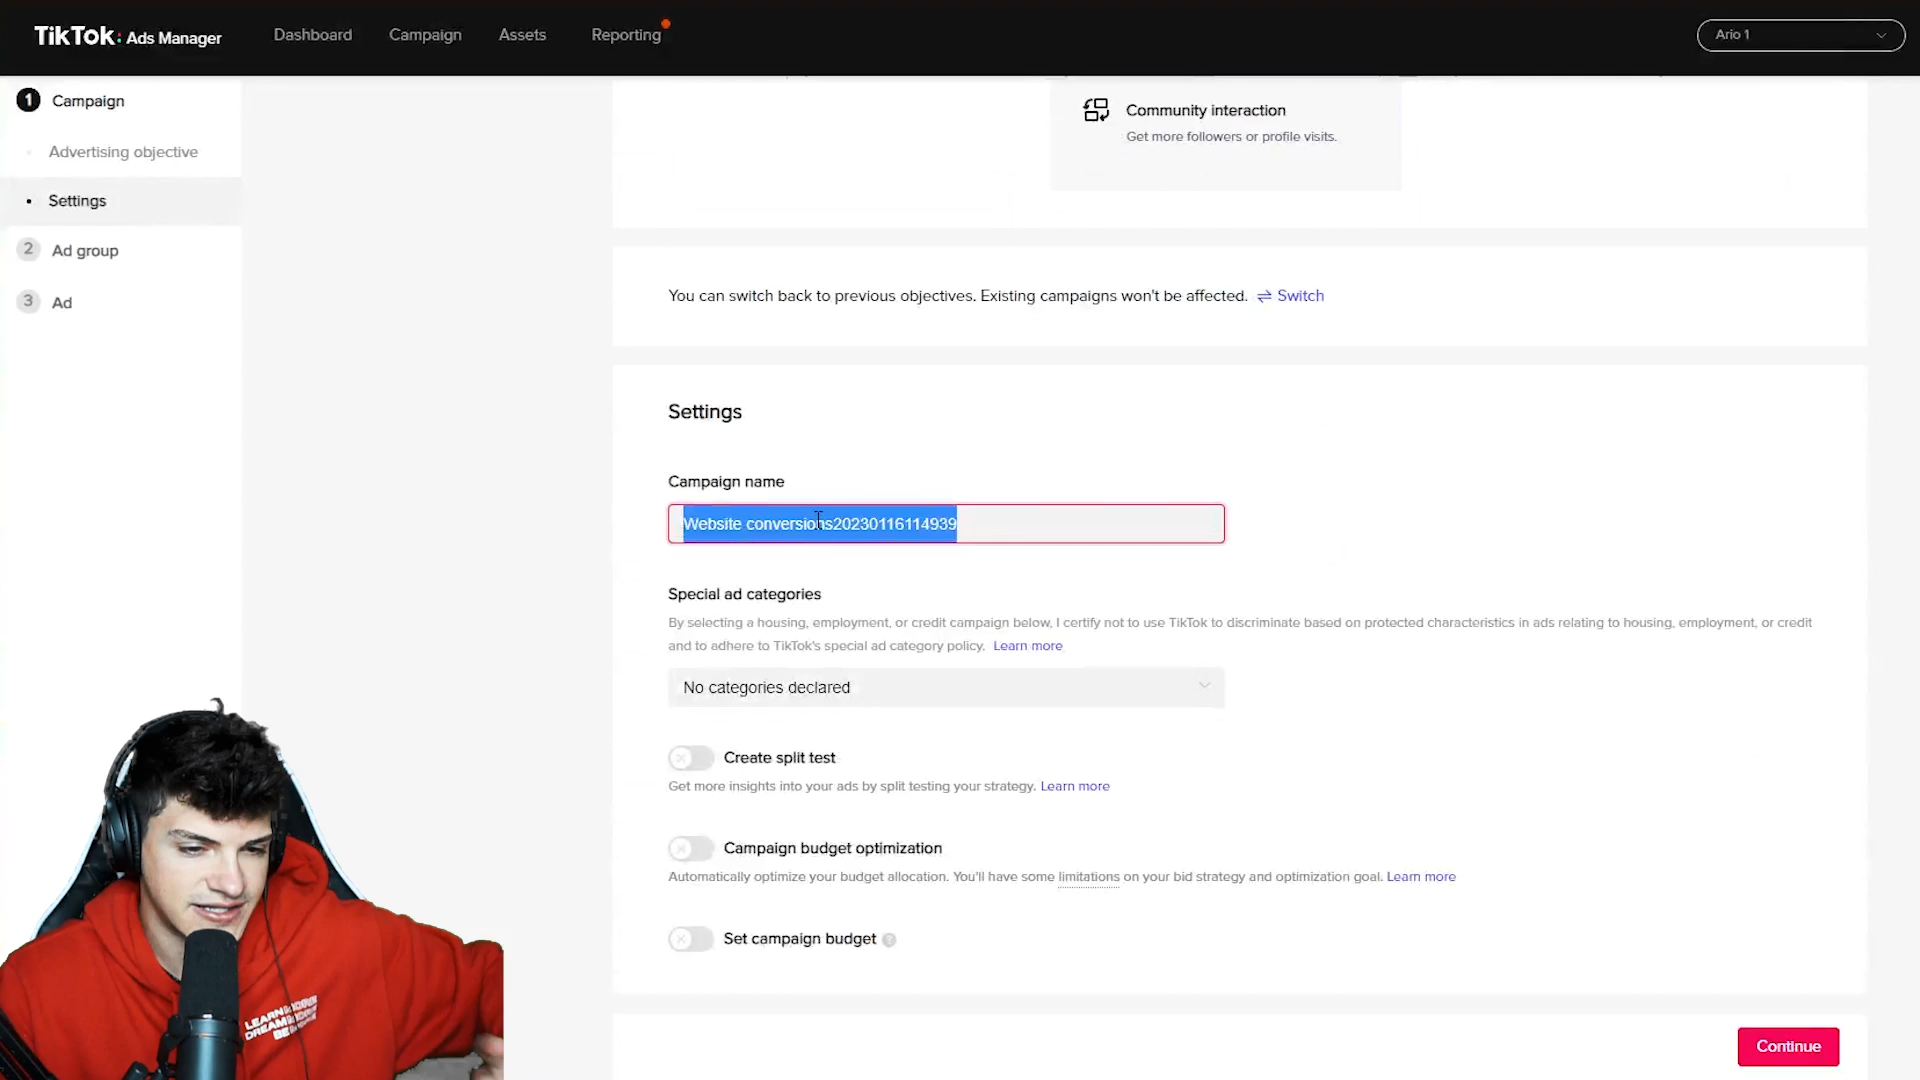 TikTok: Ads Manager
Dashboard
Campaign
Assets
Reporting
Ario 1
1 Campaign
Advertising objective
Settings
2 Ad group
3 Ad
Community interaction
Get more followers or profile visits.
You can switch back to previous objectives. Existing campaigns won't be affected. Switch
Settings
Campaign name
Website conversions20230116114939
Special ad categories
By selecting a housing, employment, or credit campaign below, I certify not to use TikTok to discriminate based on protected characteristics in ads relating to housing, employment, or credit
and to adhere to TikTok's special ad category policy. Learn more
No categories declared
Create split test
Get more insights into your ads by split testing your strategy. Learn more
Campaign budget optimization
Automatically optimize your budget allocation. You'll have some limitations on your bid strategy and optimization goal. Learn more
Set campaign budget ?
Continue